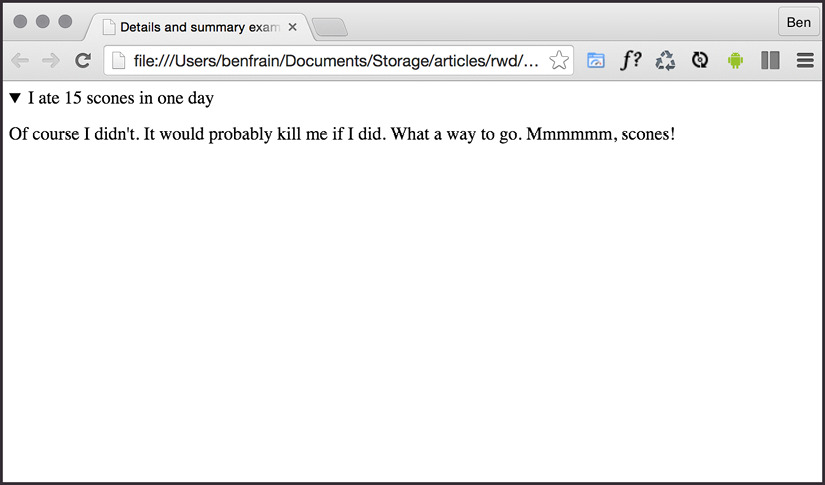 Details and summary exam
Ben
file:///Users/benfrain/Documents/Storage/articles/rwd/...
f?
▼ I ate 15 scones in one day
Of course I didn't. It would probably kill me if I did. What a way to go. Mmmmmm, scones!